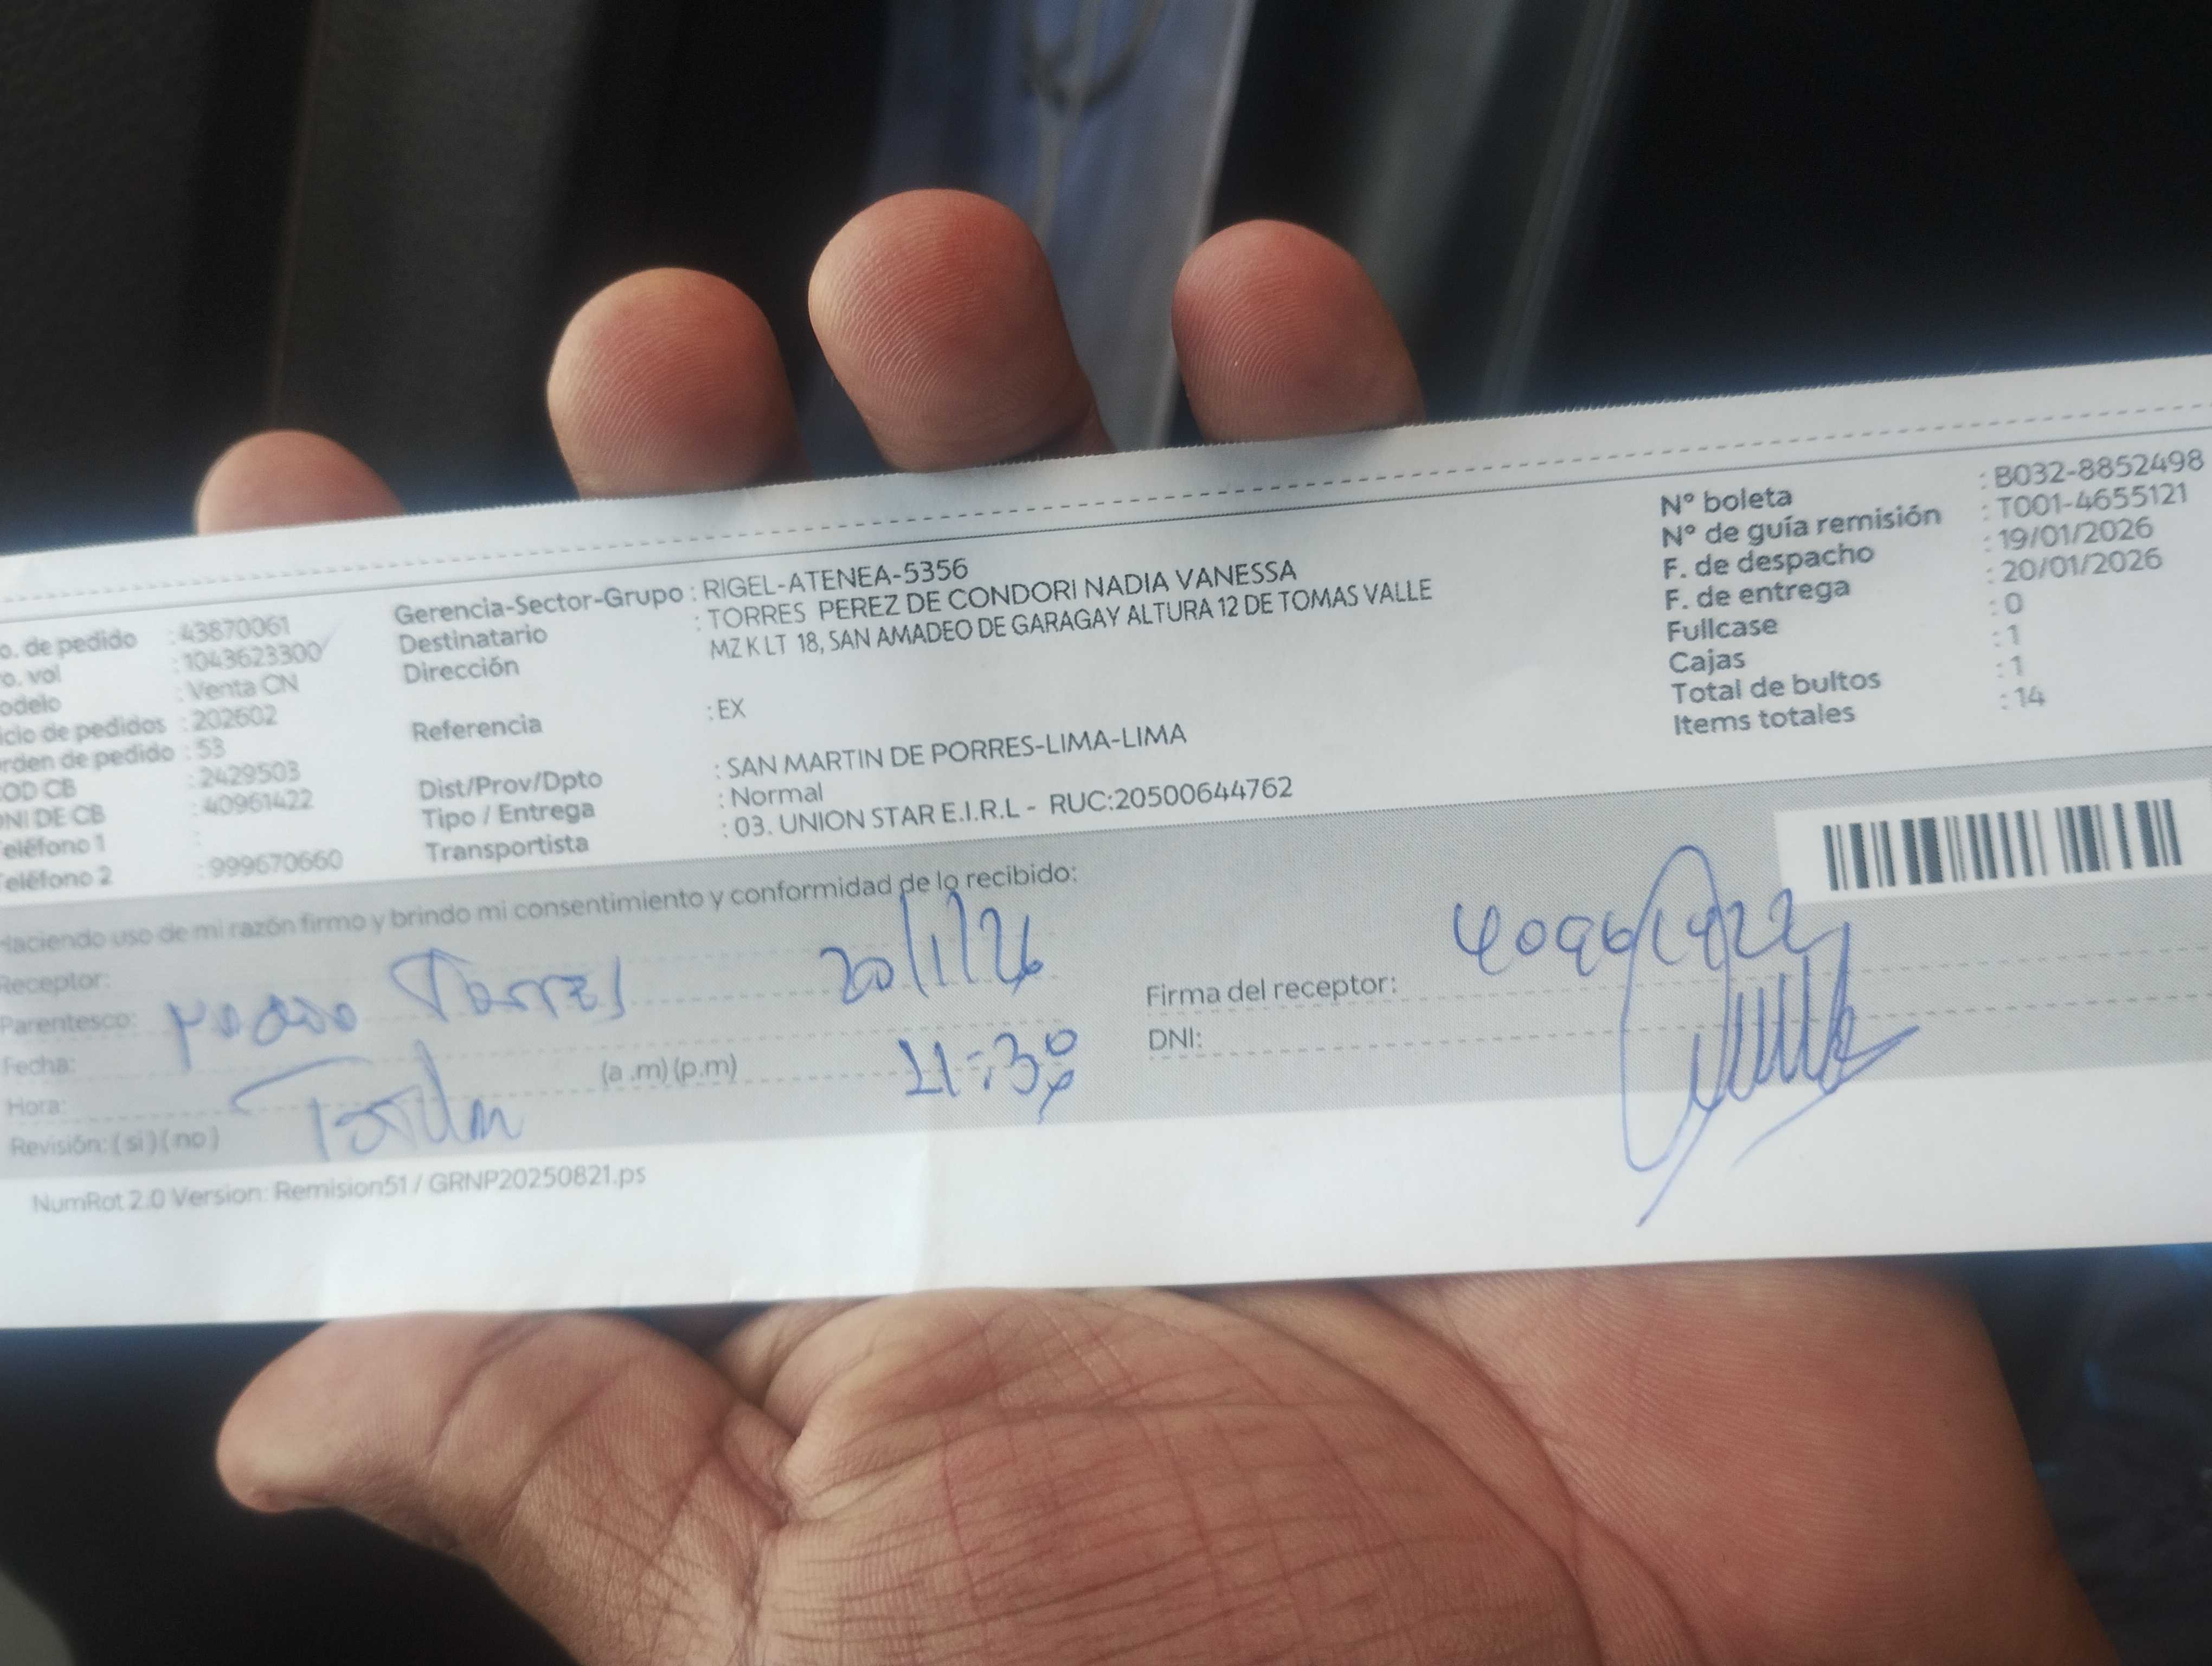 o. de pedido : 43870061
o. vol : 1043623300
odelo : Venta CN
icio de pedidos : 202602
rden de pedido : 53
OD CB : 2429503
NI DE CB : 40961422
eléfono 1 :
eléfono 2 : 999670660
Gerencia-Sector-Grupo : RIGEL-ATENEA-5356
Destinatario : TORRES PEREZ DE CONDORI NADIA VANESSA
Dirección MZ K LT 18, SAN AMADEO DE GARAGAY ALTURA 12 DE TOMAS VALLE
Referencia : EX
Dist/Prov/Dpto : SAN MARTIN DE PORRES-LIMA-LIMA
Tipo / Entrega : Normal
Transportista : 03. UNION STAR E.I.R.L - RUC:20500644762
N° boleta : B032-8852498
N° de guía remisión : T001-4655121
F. de despacho : 19/01/2026
F. de entrega : 20/01/2026
Fullcase : 0
Cajas : 1
Total de bultos : 1
Items totales : 14
Haciendo uso de mi razón firmo y brindo mi consentimiento y conformidad de lo recibido:
Receptor:
Parentesco: Torres 20/1/26
Fecha:
Hora: (a .m) (p.m) 11:30
Revisión: ( si ) ( no )
Firma del receptor: 40961422
DNI:
NumRot 2.0 Version: Remision51 / GRNP20250821.ps